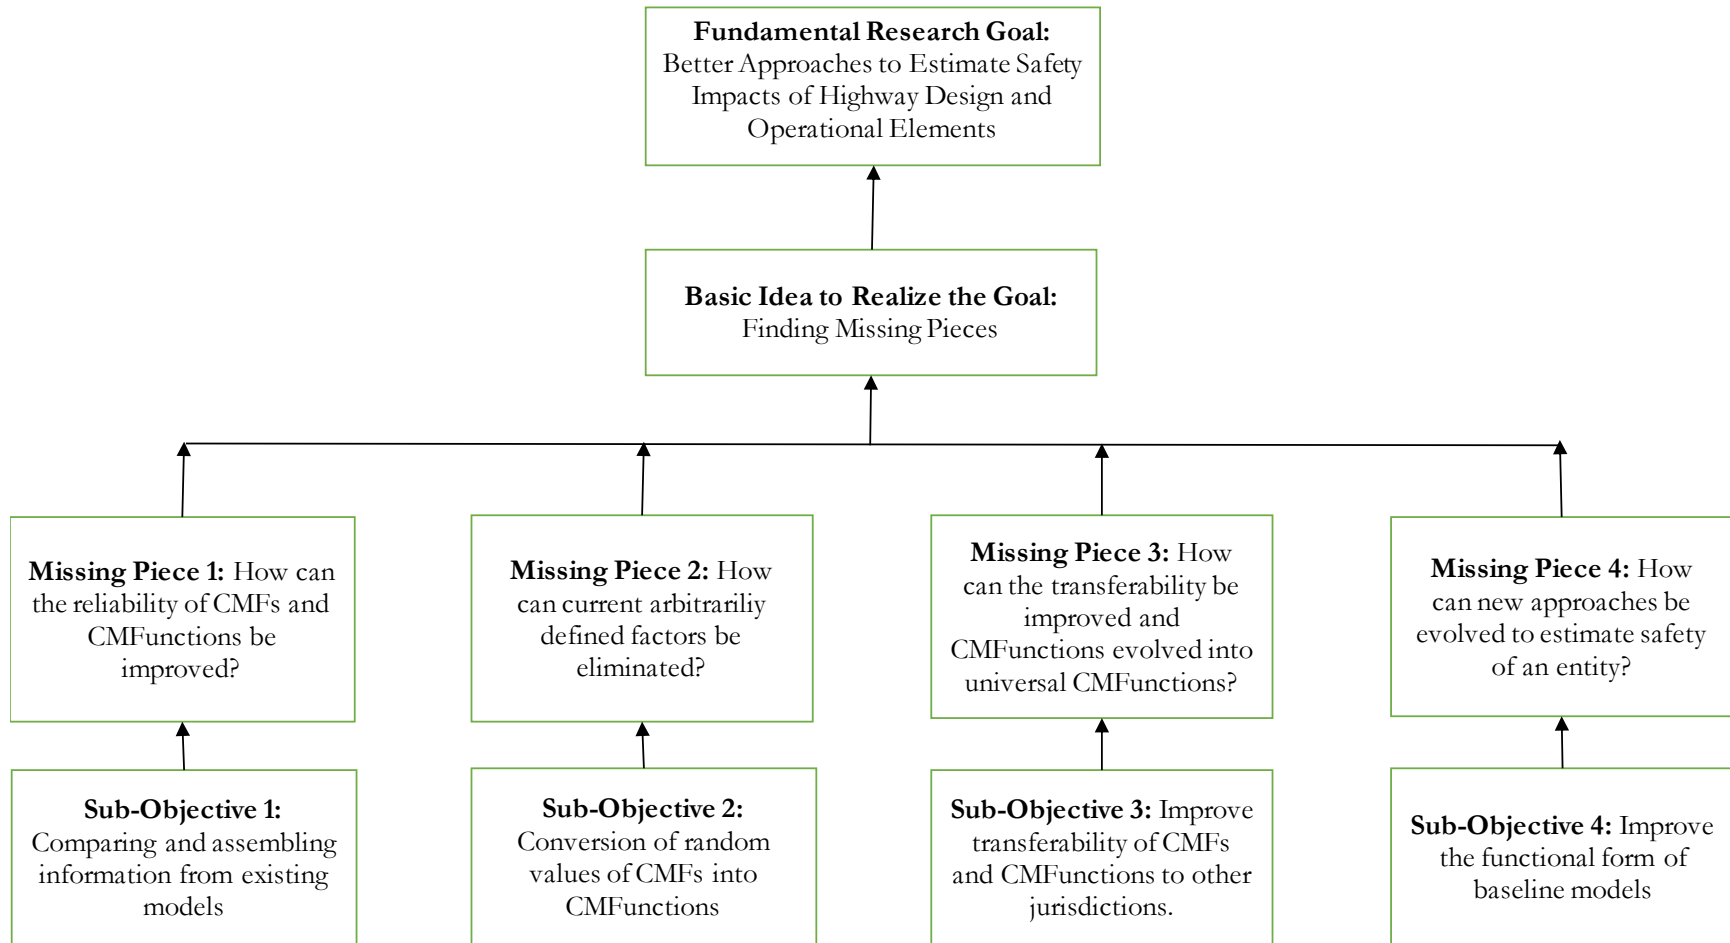 Fundamental Research Goal:
Better Approaches to Estimate Safety
Impacts of Highway Design and
Operational Elements
Basic Idea to Realize the Goal:
Finding Missing Pieces
Missing Piece 1: How can
the reliability of CMFs and
CMFunctions be
improved?
Missing Piece 2: How
can current arbitrariliy
defined factors be
eliminated?
Missing Piece 3: How
can the transferability be
improved and
CMFunctions evolved into
universal CMFunctions?
Missing Piece 4: How
can new approaches be
evolved to estimate safety
of an entity?
Sub-Objective 1:
Comparing and assembling
information from existing
models
Sub-Objective 2:
Conversion of random
values of CMFs into
CMFunctions
Sub-Objective 3: Improve
transferability of CMFs
and CMFunctions to other
jurisdictions.
Sub-Objective 4: Improve
the functional form of
baseline models